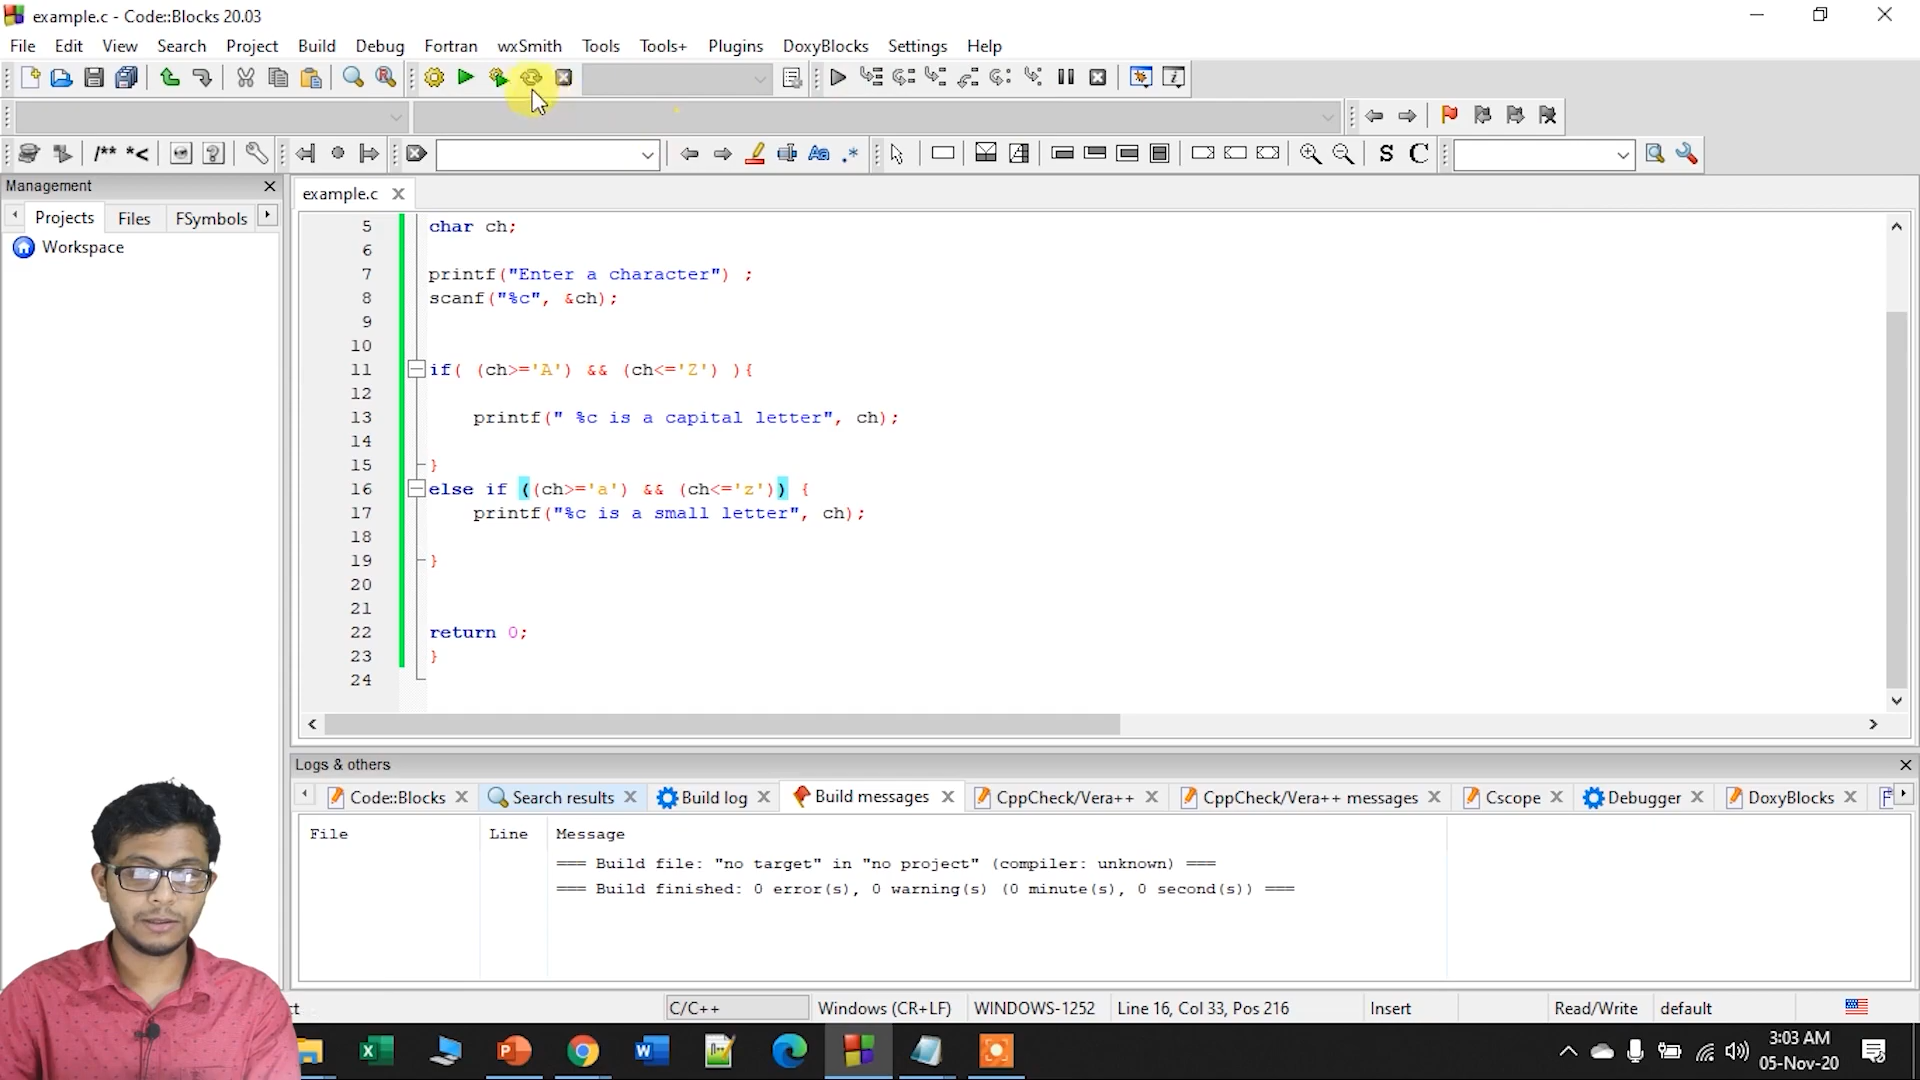 example.c - Code::Blocks 20.03
File Edit View Search Project Build Debug Fortran wxSmith Tools Tools+ Plugins DoxyBlocks Settings Help
/** *<
S C
Management
example.c
Projects Files FSymbols
Workspace
5 char ch;
6
7 printf("Enter a character") ;
8 scanf("%c", &ch);
9
10
11 if( (ch>='A') && (ch<='Z') ){
12
13 printf(" %c is a capital letter", ch);
14
15 }
16 else if ((ch>='a') && (ch<='z')) {
17 printf("%c is a small letter", ch);
18
19 }
20
21
22 return 0;
23 }
24
Logs & others
Code::Blocks Search results Build log Build messages CppCheck/Vera++ CppCheck/Vera++ messages Cscope Debugger DoxyBlocks
File Line Message
=== Build file: "no target" in "no project" (compiler: unknown) ===
=== Build finished: 0 error(s), 0 warning(s) (0 minute(s), 0 second(s)) ===
C/C++ Windows (CR+LF) WINDOWS-1252 Line 16, Col 33, Pos 216 Insert Read/Write default
3:03 AM
05-Nov-20